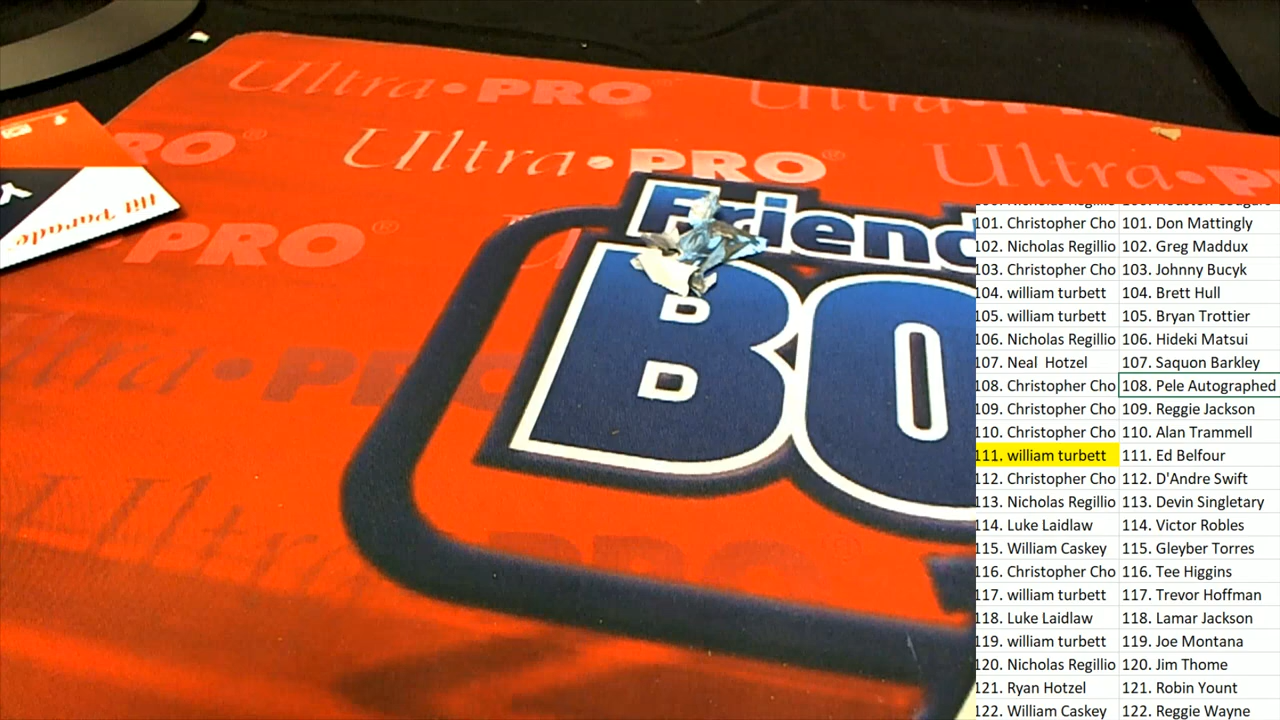 Ultra•PRO®
Ultra
Ultra•PRO®
Ultra•PR
PRO®
PRO®
Hit Parade
Friend
BO
Ultra•PRO
Ultra
101. Christopher Cho 101. Don Mattingly
102. Nicholas Regillio 102. Greg Maddux
103. Christopher Cho 103. Johnny Bucyk
104. william turbett 104. Brett Hull
105. william turbett 105. Bryan Trottier
106. Nicholas Regillio 106. Hideki Matsui
107. Neal Hotzel 107. Saquon Barkley
108. Christopher Cho 108. Pele Autographed
109. Christopher Cho 109. Reggie Jackson
110. Christopher Cho 110. Alan Trammell
111. william turbett 111. Ed Belfour
112. Christopher Cho 112. D'Andre Swift
113. Nicholas Regillio 113. Devin Singletary
114. Luke Laidlaw 114. Victor Robles
115. William Caskey 115. Gleyber Torres
116. Christopher Cho 116. Tee Higgins
117. william turbett 117. Trevor Hoffman
118. Luke Laidlaw 118. Lamar Jackson
119. william turbett 119. Joe Montana
120. Nicholas Regillio 120. Jim Thome
121. Ryan Hotzel 121. Robin Yount
122. William Caskey 122. Reggie Wayne